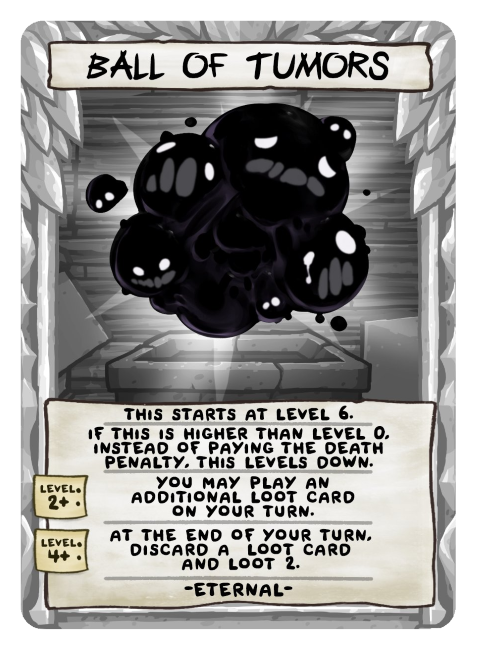 BALL OF TUMORS
THIS STARTS AT LEVEL 6.
IF THIS IS HIGHER THAN LEVEL 0,
INSTEAD OF PAYING THE DEATH
PENALTY, THIS LEVELS DOWN.
LEVEL.
2+.
YOU MAY PLAY AN
ADDITIONAL LOOT CARD
ON YOUR TURN.
LEVEL.
4+.
AT THE END OF YOUR TURN,
DISCARD A LOOT CARD
AND LOOT 2.
-ETERNAL-